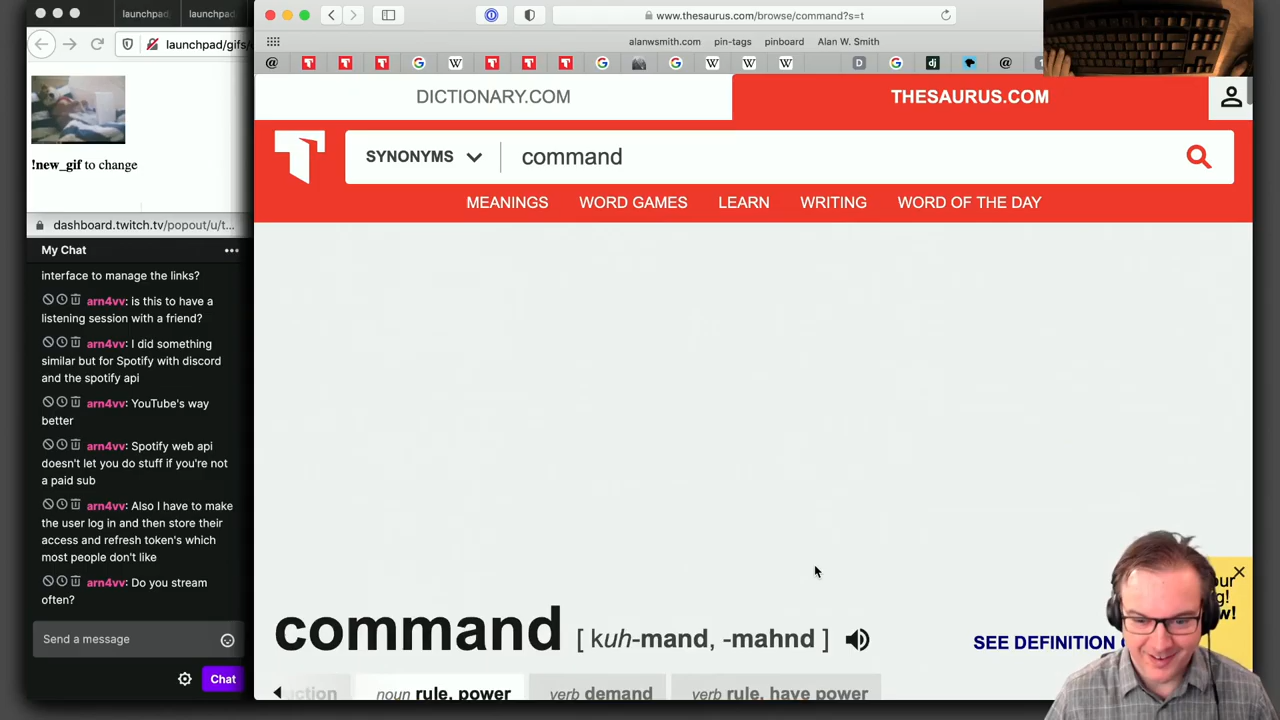 launchpad
launchpad
launchpad/gifs/
!new_gif to change
dashboard.twitch.tv/popout/u/t...
My Chat
interface to manage the links?
arn4vv: is this to have a
listening session with a friend?
arn4vv: I did something
similar but for Spotify with discord
and the spotify api
arn4vv: YouTube's way
better
arn4vv: Spotify web api
doesn't let you do stuff if you're not
a paid sub
arn4vv: Also I have to make
the user log in and then store their
access and refresh token's which
most people don't like
arn4vv: Do you stream
often?
Send a message
Chat
www.thesaurus.com/browse/command?s=t
alanwsmith.com pin-tags pinboard Alan W. Smith
DICTIONARY.COM
THESAURUS.COM
SYNONYMS
command
MEANINGS WORD GAMES LEARN WRITING WORD OF THE DAY
command [ kuh-mand, -mahnd ]
SEE DEFINITION
noun rule, power
verb demand
verb rule, have power